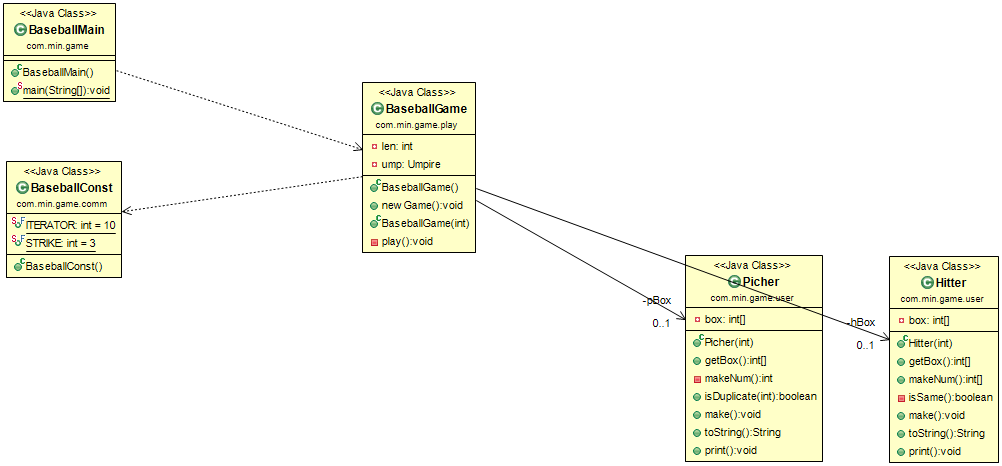 <<Java Class>>
BaseballMain
com.min.game
BaseballMain()
main(String[]):void
<<Java Class>>
BaseballGame
com.min.game.play
len: int
ump: Umpire
BaseballGame()
new Game():void
BaseballGame(int)
play():void
<<Java Class>>
BaseballConst
com.min.game.comm
ITERATOR: int = 10
STRIKE: int = 3
BaseballConst()
-pBox
0..1
<<Java Class>>
Picher
com.min.game.user
box: int[]
Picher(int)
getBox():int[]
makeNum():int
isDuplicate(int):boolean
make():void
toString():String
print():void
-hBox
0..1
<<Java Class>>
Hitter
com.min.game.user
box: int[]
Hitter(int)
getBox():int[]
makeNum():int[]
isSame():boolean
make():void
toString():String
print():void